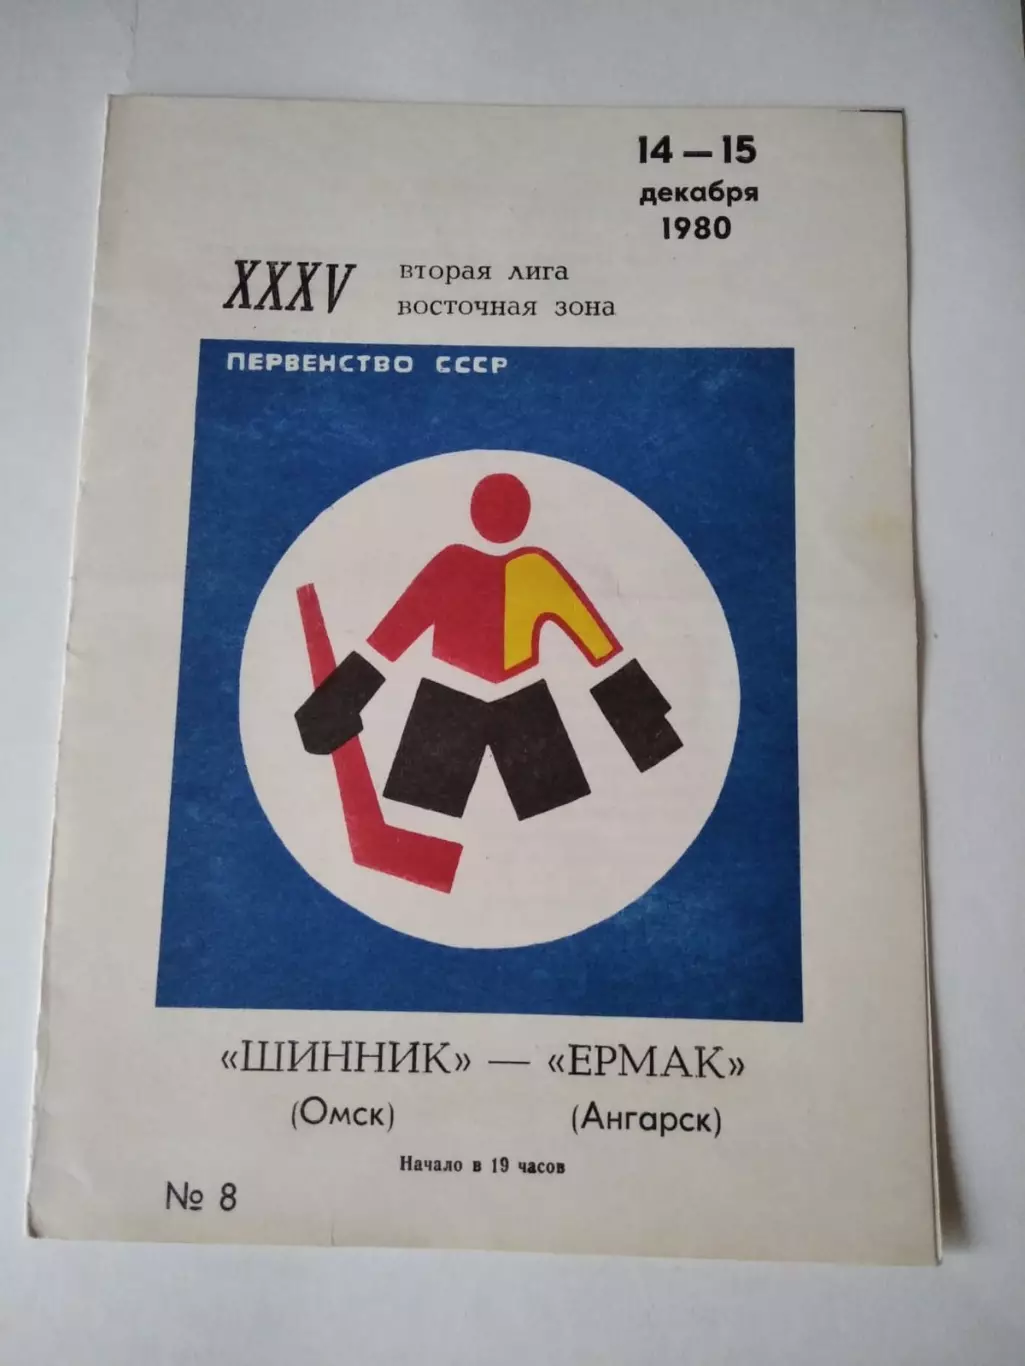 14 — 15
декабря
1980
XXXV
вторая лига
восточная зона
ПЕРВЕНСТВО СССР
«ШИННИК» — «ЕРМАК»
(Омск) (Ангарск)
Начало в 19 часов
№ 8